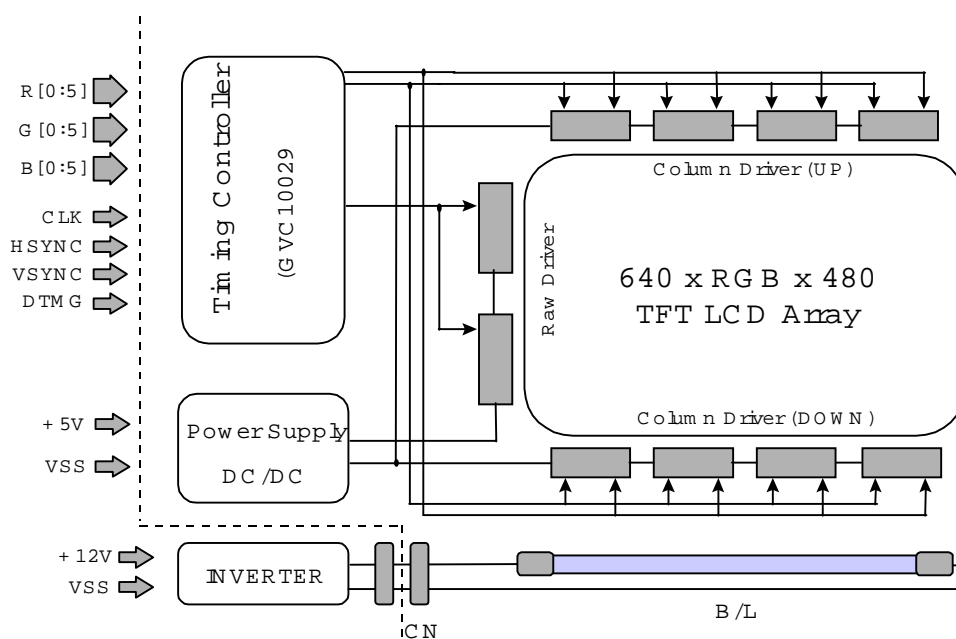 R[0:5]
G[0:5]
B[0:5]
CLK
HSYNC
VSYNC
DTMG
+5V
VSS
+12V
VSS
Timing Controller
(GVC10029)
Power Supply
DC/DC
INVERTER
CN
Column Driver(UP)
Raw Driver
640 x RGB x 480
TFT LCD Array
Column Driver(DOWN)
B/L